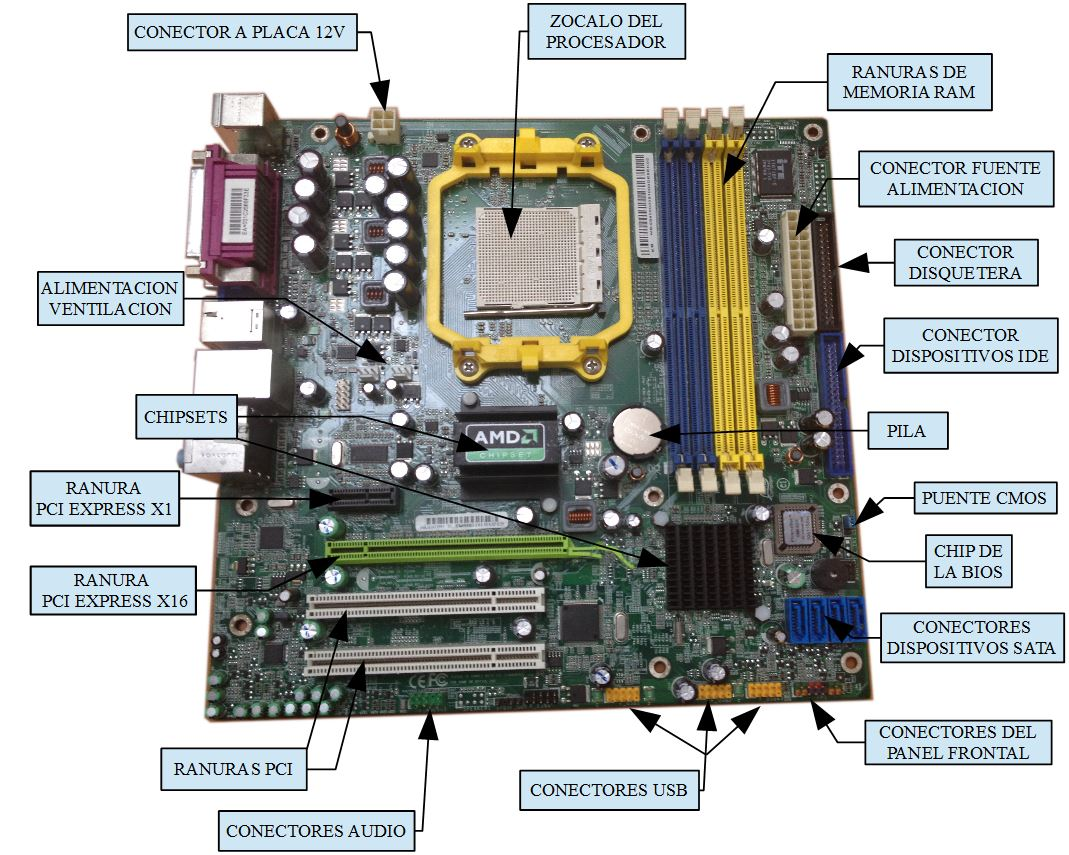 CONECTOR A PLACA 12V
ZOCALO DEL
PROCESADOR
RANURAS DE
MEMORIA RAM
CONECTOR FUENTE
ALIMENTACION
CONECTOR
DISQUETERA
ALIMENTACION
VENTILACION
CONECTOR
DISPOSITIVOS IDE
CHIPSETS
PILA
AMD
CHIPSET
RANURA
PCI EXPRESS X1
PUENTE CMOS
CHIP DE
LA BIOS
RANURA
PCI EXPRESS X16
CONECTORES
DISPOSITIVOS SATA
CONECTORES DEL
PANEL FRONTAL
RANURAS PCI
CONECTORES USB
CONECTORES AUDIO